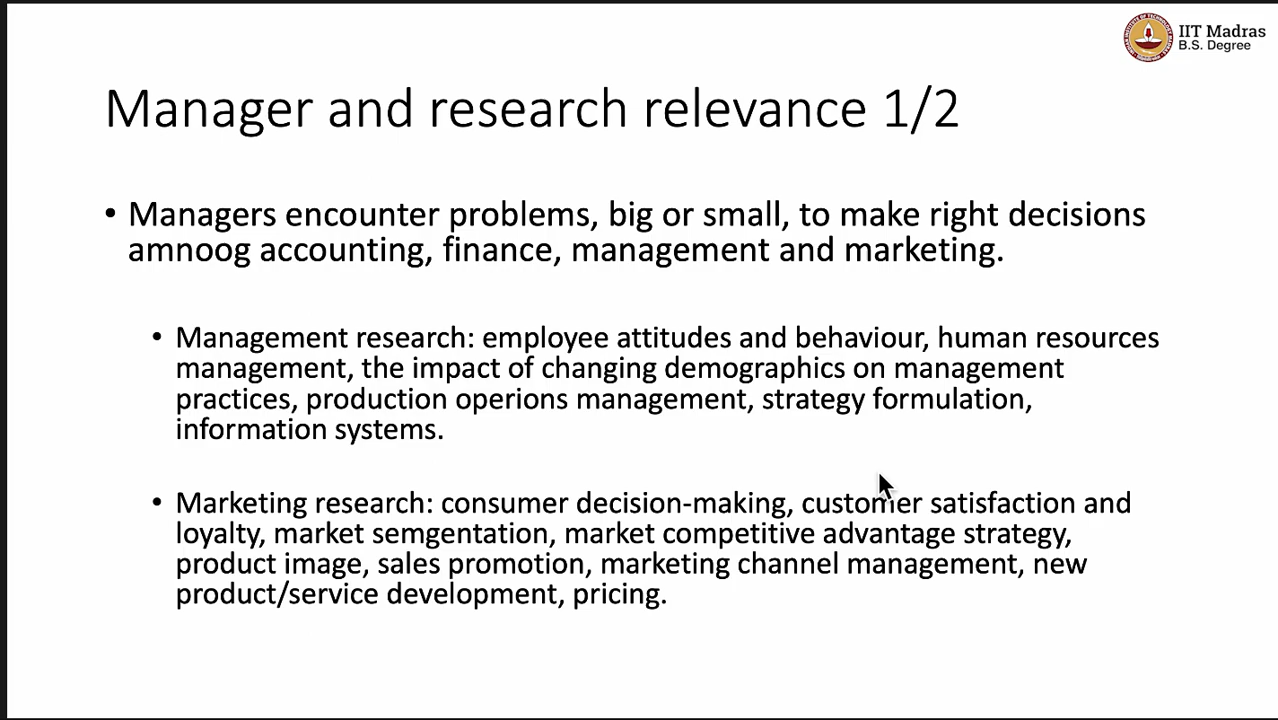 IIT Madras
B.S. Degree
Manager and research relevance 1/2
• Managers encounter problems, big or small, to make right decisions
amnoog accounting, finance, management and marketing.
• Management research: employee attitudes and behaviour, human resources
management, the impact of changing demographics on management
practices, production operions management, strategy formulation,
information systems.
• Marketing research: consumer decision-making, customer satisfaction and
loyalty, market semgentation, market competitive advantage strategy,
product image, sales promotion, marketing channel management, new
product/service development, pricing.